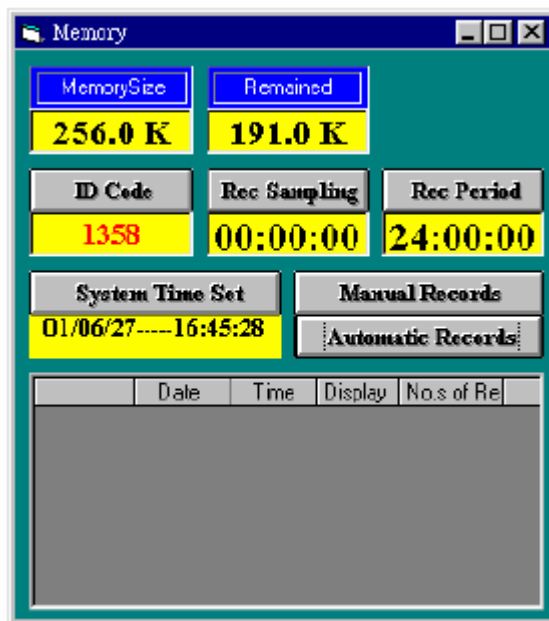 Memory
MemorySize Remained
256.0 K 191.0 K
ID Code Rec Sampling Rec Period
1358 00:00:00 24:00:00
System Time Set Manual Records
01/06/27-----16:45:28
Automatic Records
Date Time Display No.s of Re